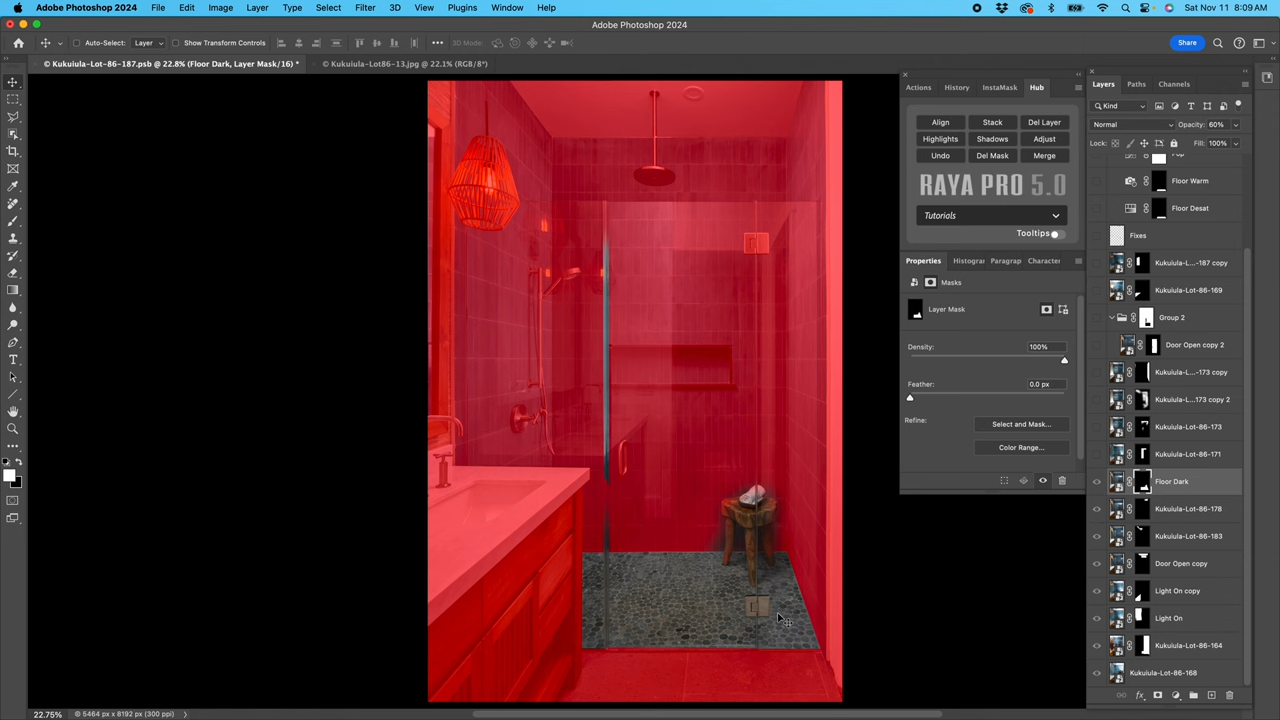 Adobe Photoshop 2024 File Edit Image Layer Type Select Filter 3D View Plugins Window Help Sat Nov 11 8:09 AM
Adobe Photoshop 2024
Auto-Select: Layer Show Transform Controls 3D Mode: Share
© Kukuiula-Lot-86-187.psb @ 22.8% (Floor Dark, Layer Mask/16) * © Kukuiula-Lot86-13.jpg @ 22.1% (RGB/8*)
Actions History InstaMask Hub
Align Stack Del Layer
Highlights Shadows Adjust
Undo Del Mask Merge
RAYA PRO 5.0
Tutorials
Tooltips
Properties Histogra Paragrap Character
Masks
Layer Mask
Density: 100%
Feather: 0.0 px
Refine: Select and Mask...
Color Range...
Layers Paths Channels
Kind
Normal Opacity: 60%
Lock: Fill: 100%
Floor Warm
Floor Desat
Fixes
Kukuiula-L...-187 copy
Kukuiula-Lot-86-169
Group 2
Door Open copy 2
Kukuiula-L...-173 copy
Kukuiula-L...173 copy 2
Kukuiula-Lot-86-173
Kukuiula-Lot-86-171
Floor Dark
Kukuiula-Lot-86-178
Kukuiula-Lot-86-183
Door Open copy
Light On copy
Light On
Kukuiula-Lot-86-164
Kukuiula-Lot-86-168
22.75% 5464 px x 8192 px (300 ppi)